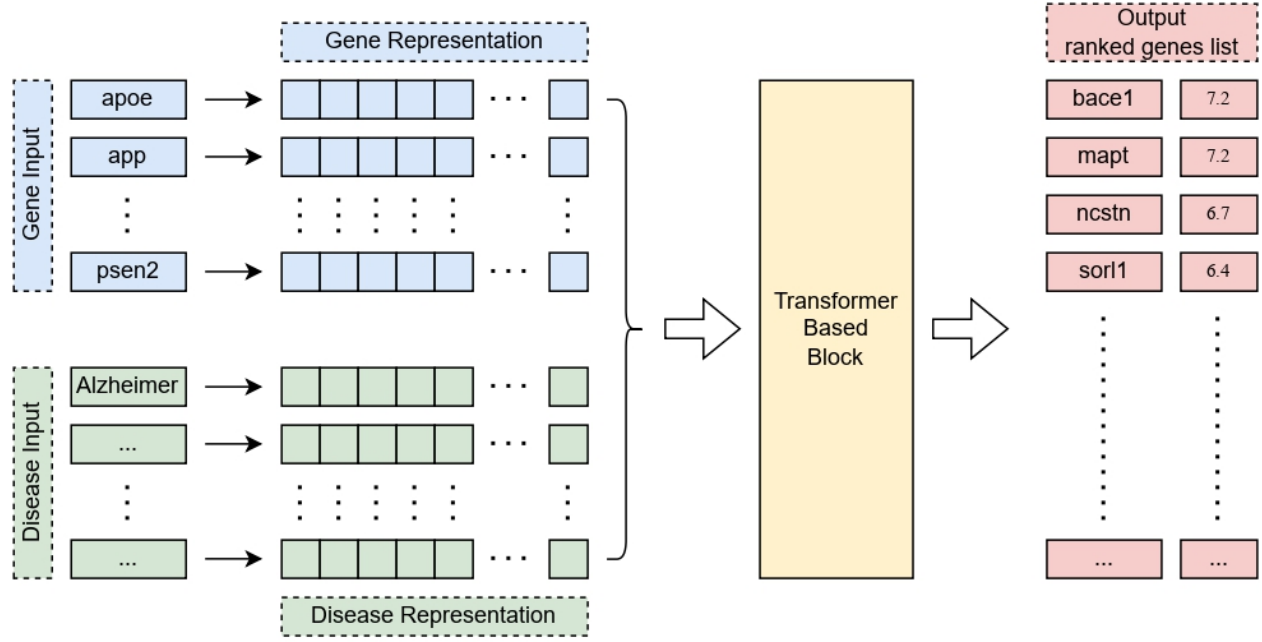 Gene Representation
Gene Input
apoe
...
app
...
psen2
...
Disease Input
Alzheimer
...
...
...
...
...
Disease Representation
Transformer
Based
Block
Output
ranked genes list
bace1 7.2
mapt 7.2
ncstn 6.7
sorl1 6.4
... ...